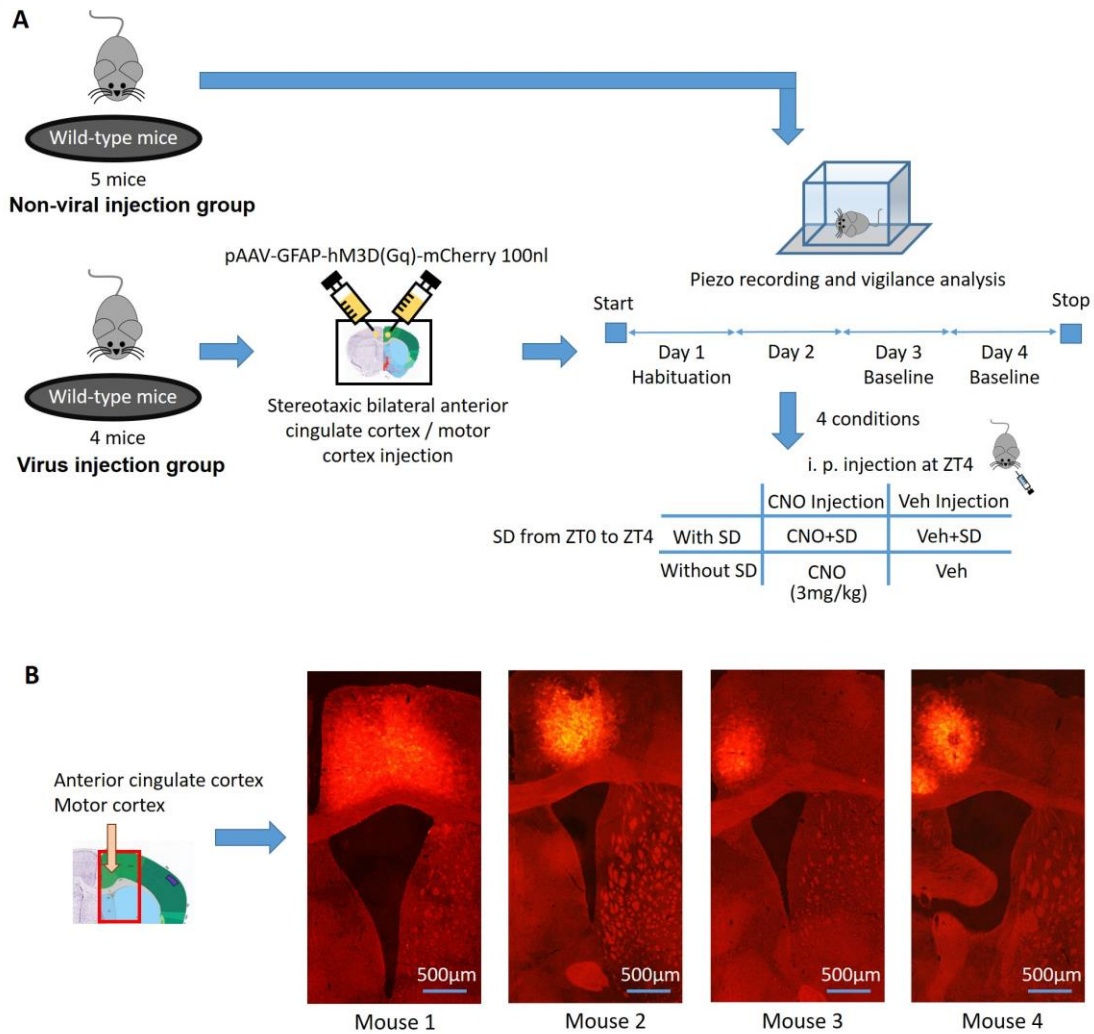 A
Wild-type mice
5 mice
Non-viral injection group
pAAV-GFAP-hM3D(Gq)-mCherry 100nl
Wild-type mice
4 mice
Virus injection group
Stereotaxic bilateral anterior
cingulate cortex / motor
cortex injection
Piezo recording and vigilance analysis
Start
Stop
Day 1
Habituation
Day 2
Day 3
Baseline
Day 4
Baseline
4 conditions
i. p. injection at ZT4
CNO Injection Veh Injection
SD from ZT0 to ZT4 With SD CNO+SD Veh+SD
Without SD CNO Veh
(3mg/kg)
B
Anterior cingulate cortex
Motor cortex
500μm
500μm
500μm
500μm
Mouse 1
Mouse 2
Mouse 3
Mouse 4